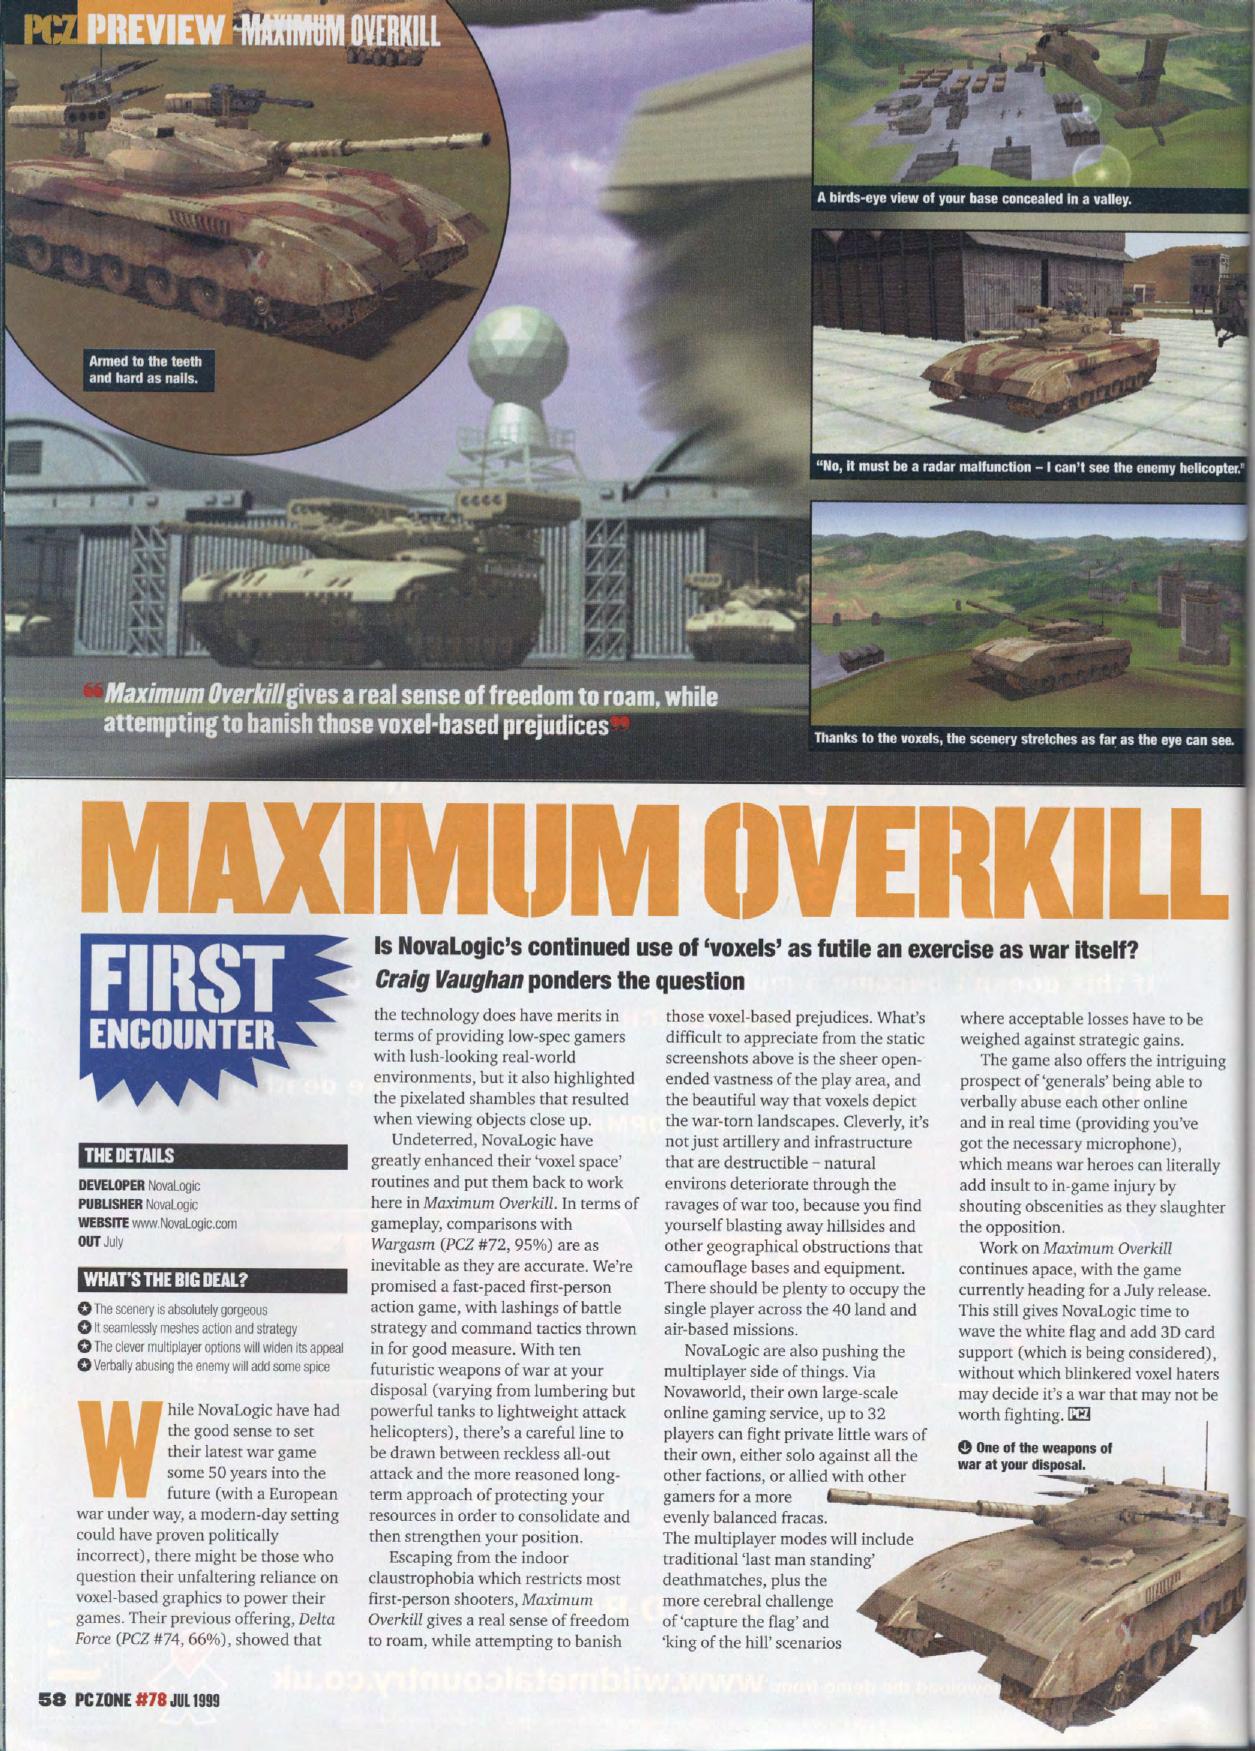 PCZ PREVIEW MAXIMUM OVERKILL
Armed to the teeth
and hard as nails.
A birds-eye view of your base concealed in a valley.
“No, it must be a radar malfunction – I can’t see the enemy helicopter.”
Thanks to the voxels, the scenery stretches as far as the eye can see.
“Maximum Overkill gives a real sense of freedom to roam, while
attempting to banish those voxel-based prejudices”
MAXIMUM OVERKILL
FIRST
ENCOUNTER
Is NovaLogic’s continued use of ‘voxels’ as futile an exercise as war itself?
Craig Vaughan ponders the question
THE DETAILS
DEVELOPER NovaLogic
PUBLISHER NovaLogic
WEBSITE www.NovaLogic.com
OUT July
WHAT’S THE BIG DEAL?
The scenery is absolutely gorgeous
It seamlessly meshes action and strategy
The clever multiplayer options will widen its appeal
Verbally abusing the enemy will add some spice
While NovaLogic have had
the good sense to set
their latest war game
some 50 years into the
future (with a European
war under way, a modern-day setting
could have proven politically
incorrect), there might be those who
question their unfaltering reliance on
voxel-based graphics to power their
games. Their previous offering, Delta
Force (PCZ #74, 66%), showed that
the technology does have merits in
terms of providing low-spec gamers
with lush-looking real-world
environments, but it also highlighted
the pixelated shambles that resulted
when viewing objects close up.
Undeterred, NovaLogic have
greatly enhanced their ‘voxel space’
routines and put them back to work
here in Maximum Overkill. In terms of
gameplay, comparisons with
Wargasm (PCZ #72, 95%) are as
inevitable as they are accurate. We’re
promised a fast-paced first-person
action game, with lashings of battle
strategy and command tactics thrown
in for good measure. With ten
futuristic weapons of war at your
disposal (varying from lumbering but
powerful tanks to lightweight attack
helicopters), there’s a careful line to
be drawn between reckless all-out
attack and the more reasoned long-
term approach of protecting your
resources in order to consolidate and
then strengthen your position.
Escaping from the indoor
claustrophobia which restricts most
first-person shooters, Maximum
Overkill gives a real sense of freedom
to roam, while attempting to banish
those voxel-based prejudices. What’s
difficult to appreciate from the static
screenshots above is the sheer open-
ended vastness of the play area, and
the beautiful way that voxels depict
the war-torn landscapes. Cleverly, it’s
not just artillery and infrastructure
that are destructible – natural
environs deteriorate through the
ravages of war too, because you find
yourself blasting away hillsides and
other geographical obstructions that
camouflage bases and equipment.
There should be plenty to occupy the
single player across the 40 land and
air-based missions.
NovaLogic are also pushing the
multiplayer side of things. Via
Novaworld, their own large-scale
online gaming service, up to 32
players can fight private little wars of
their own, either solo against all the
other factions, or allied with other
gamers for a more
evenly balanced fracas.
The multiplayer modes will include
traditional ‘last man standing’
deathmatches, plus the
more cerebral challenge
of ‘capture the flag’ and
‘king of the hill’ scenarios
where acceptable losses have to be
weighed against strategic gains.
The game also offers the intriguing
prospect of ‘generals’ being able to
verbally abuse each other online
and in real time (providing you’ve
got the necessary microphone),
which means war heroes can literally
add insult to in-game injury by
shouting obscenities as they slaughter
the opposition.
Work on Maximum Overkill
continues apace, with the game
currently heading for a July release.
This still gives NovaLogic time to
wave the white flag and add 3D card
support (which is being considered),
without which blinkered voxel haters
may decide it’s a war that may not be
worth fighting. PCZ
One of the weapons of
war at your disposal.
58 PC ZONE #78 JUL 1999
www.wildmetalcountry.co.uk